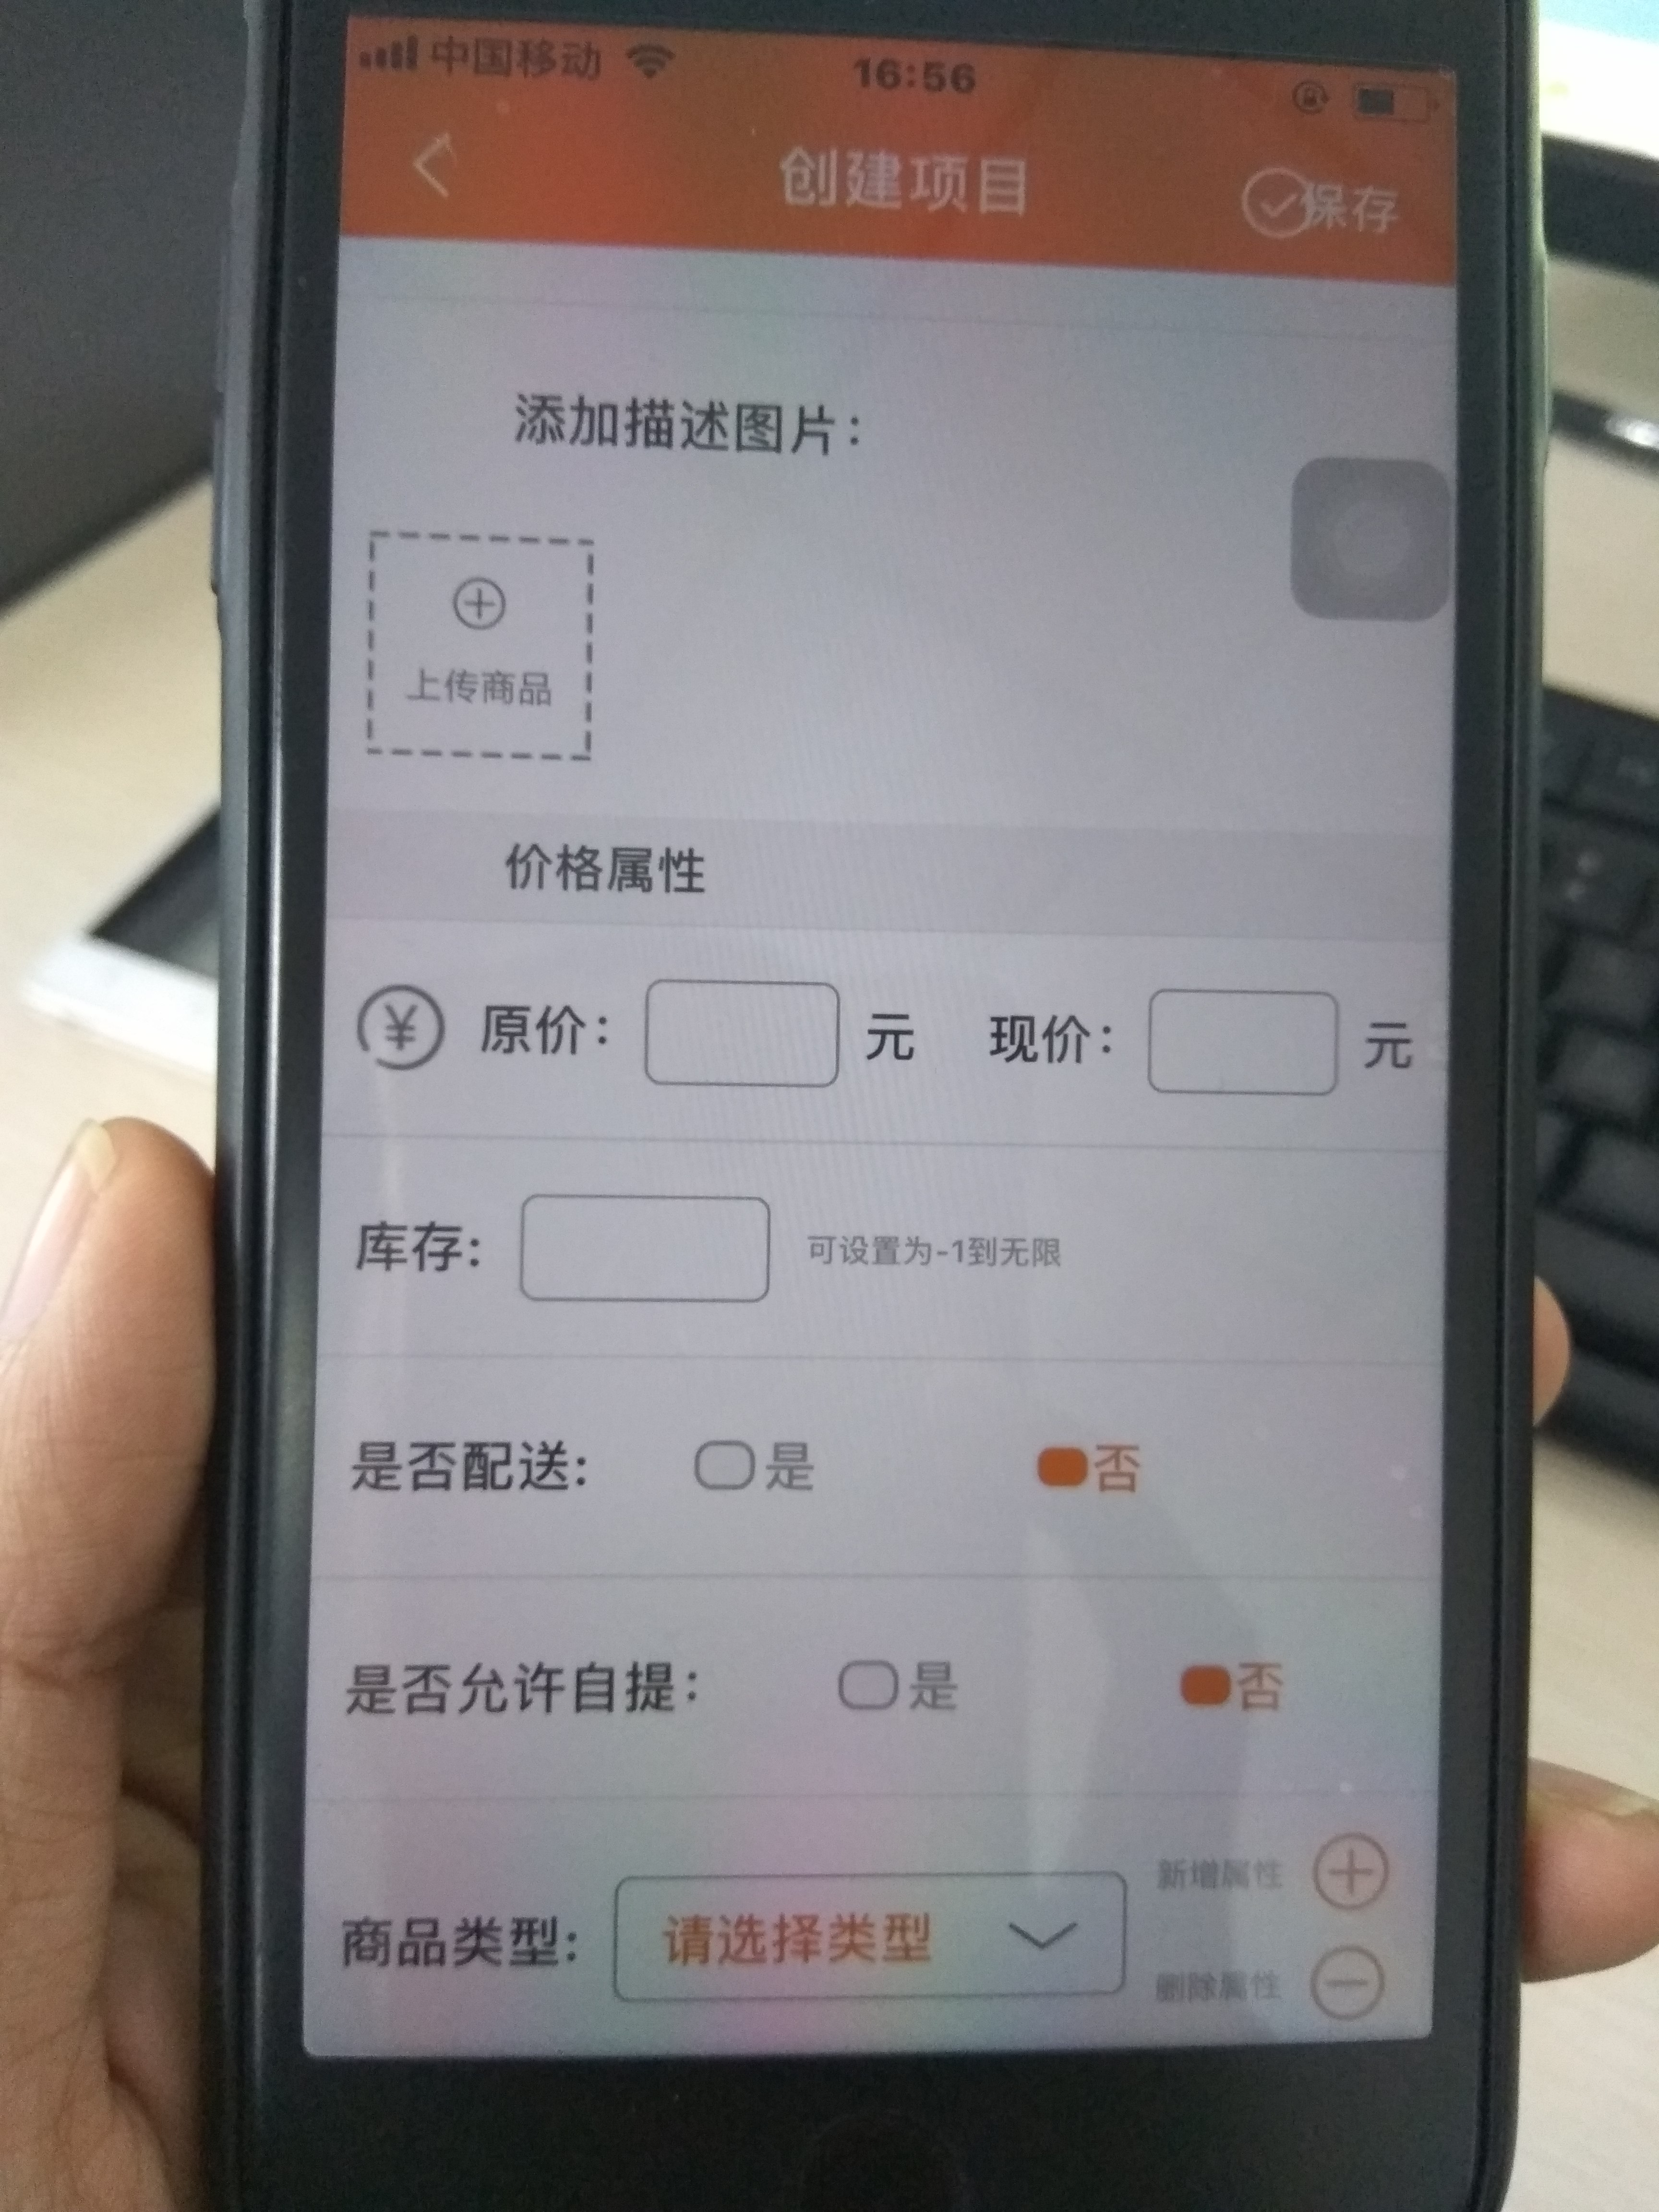 中国移动 16:56
创建项目 保存
添加描述图片：
上传商品
价格属性
¥ 原价： 元 现价： 元
库存： 可设置为-1到无限
是否配送： 是 否
是否允许自提： 是 否
新增属性
商品类型： 请选择类型
删除属性